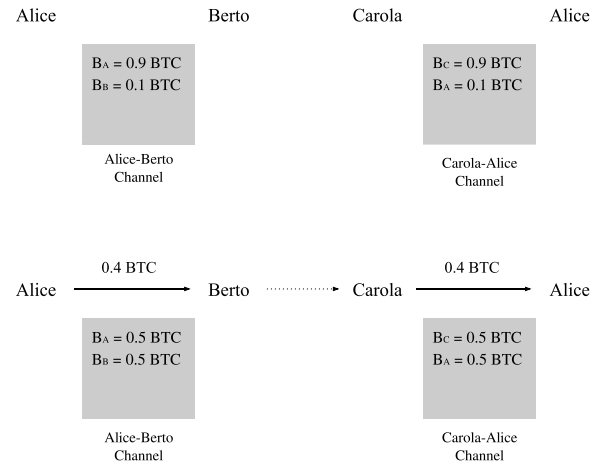 Alice Berto Carola Alice
BA = 0.9 BTC
BB = 0.1 BTC
Alice-Berto
Channel
BC = 0.9 BTC
BA = 0.1 BTC
Carola-Alice
Channel
0.4 BTC 0.4 BTC
Alice Berto Carola Alice
BA = 0.5 BTC
BB = 0.5 BTC
Alice-Berto
Channel
BC = 0.5 BTC
BA = 0.5 BTC
Carola-Alice
Channel